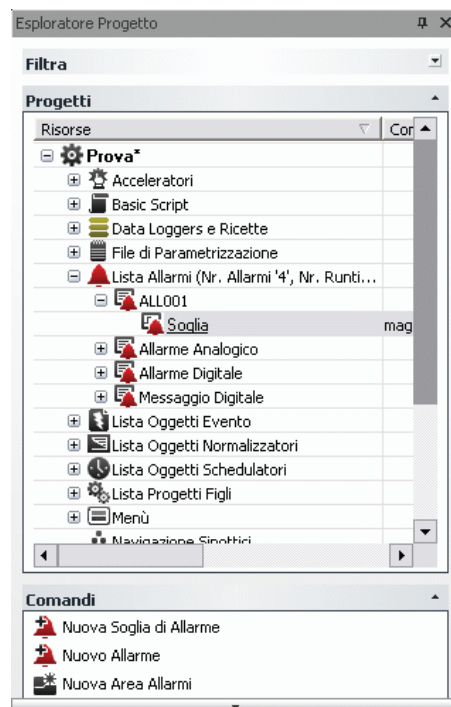 Esploratore Progetto
Filtra
Progetti
Risorse Cor
Prova*
Acceleratori
Basic Script
Data Loggers e Ricette
File di Parametrizzazione
Lista Allarmi (Nr. Allarmi '4', Nr. Runti...
ALL001
Soglia mag
Allarme Analogico
Allarme Digitale
Messaggio Digitale
Lista Oggetti Evento
Lista Oggetti Normalizzatori
Lista Oggetti Schedulatori
Lista Progetti Figli
Menù
Navigazione Sinottici
Comandi
Nuova Soglia di Allarme
Nuovo Allarme
Nuova Area Allarmi